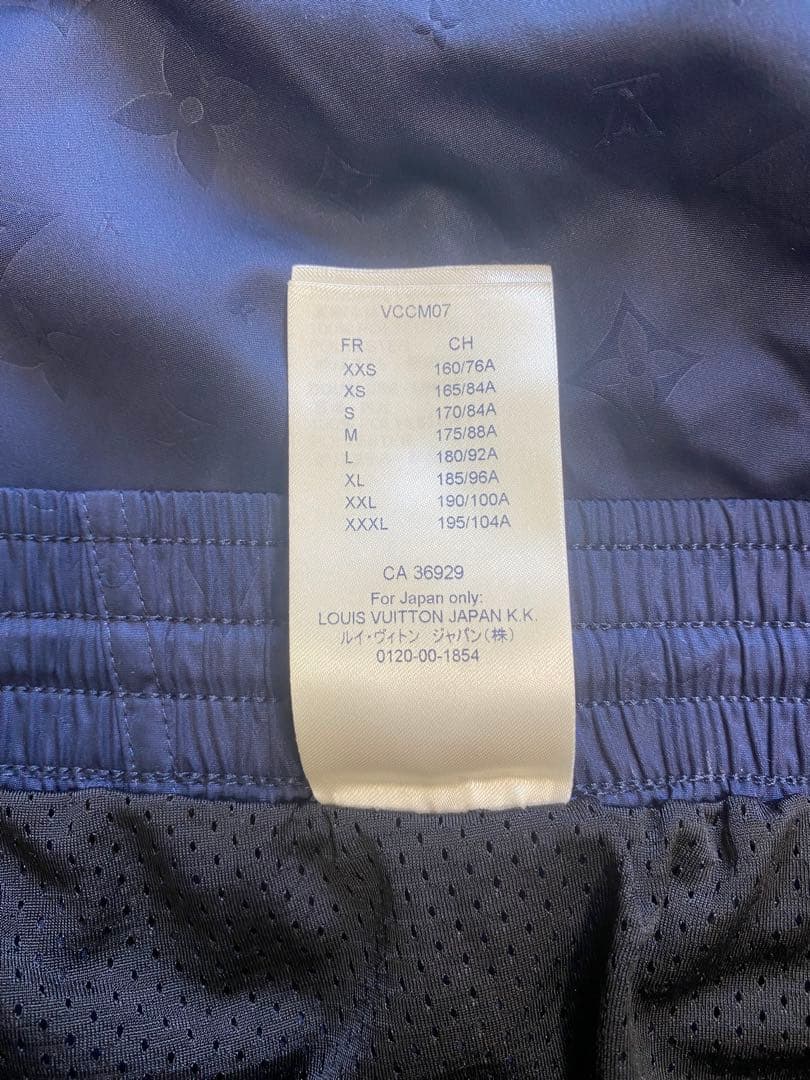 VCCM07
FR CH
XXS 160/76A
XS 165/84A
S 170/84A
M 175/88A
L 180/92A
XL 185/96A
XXL 190/100A
XXXL 195/104A
CA 36929
For Japan only:
LOUIS VUITTON JAPAN K.K.
ルイ・ヴィトン ジャパン(株)
0120-00-1854